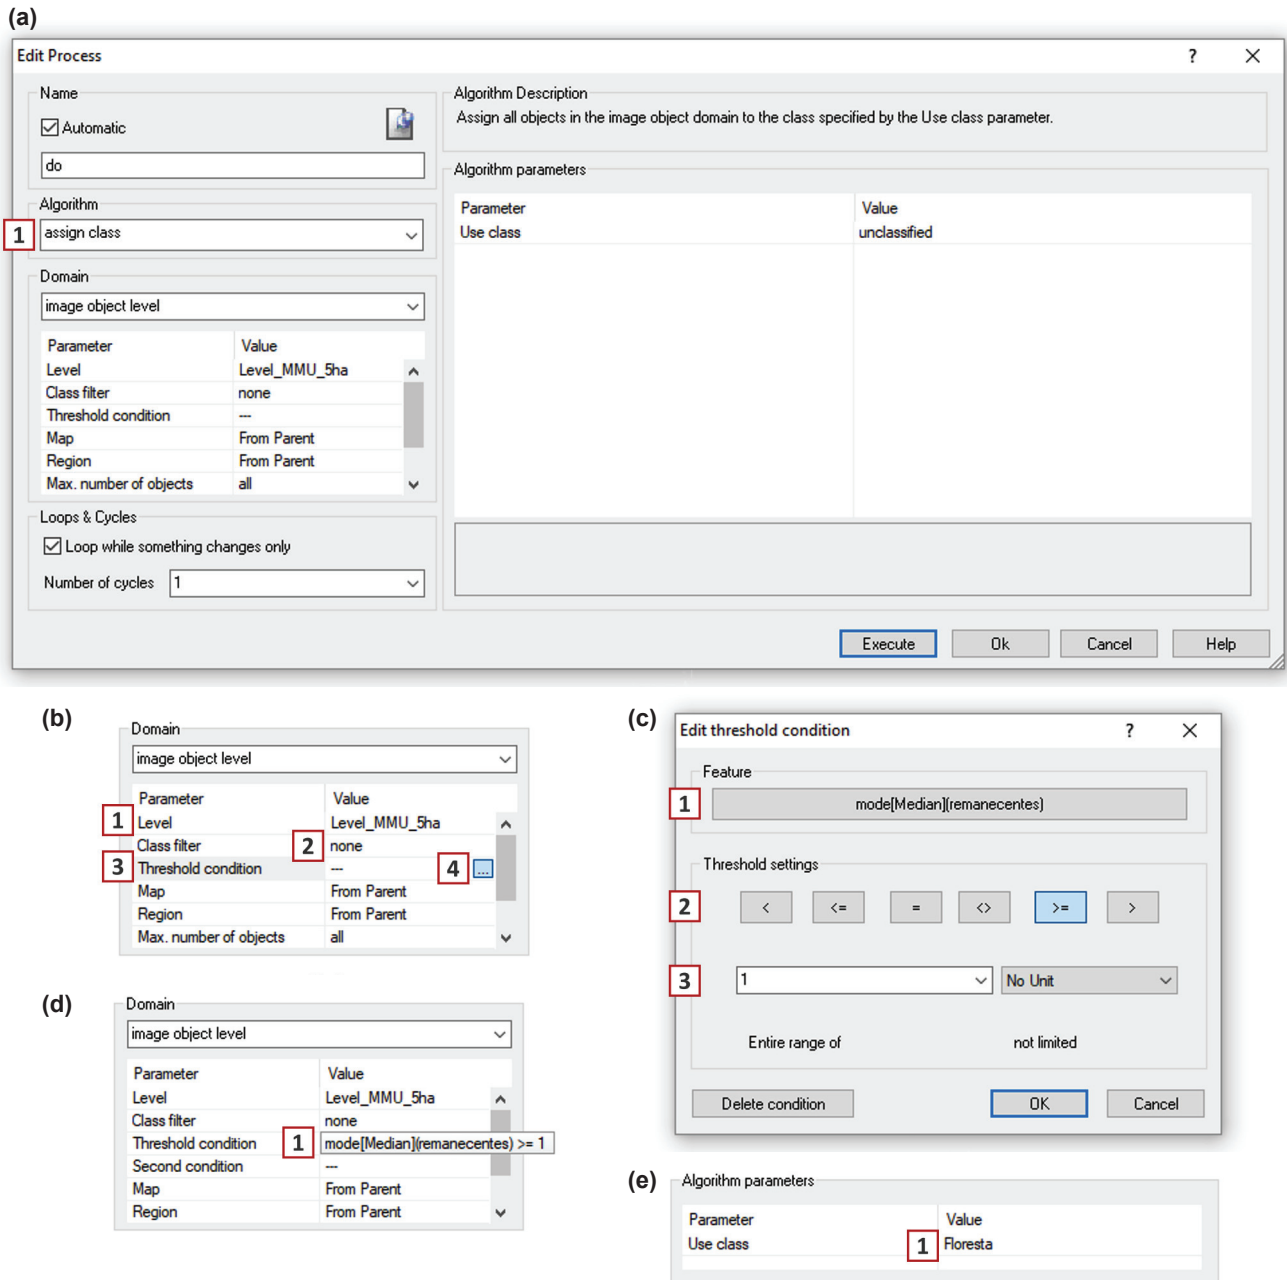 (a)
Edit Process
?
Name
Automatic
do
Algorithm
1
assign class
Domain
image object level
Parameter Value
Level Level_MMU_5ha
Class filter none
Threshold condition ---
Map From Parent
Region From Parent
Max. number of objects all
Loops & Cycles
Loop while something changes only
Number of cycles 1
Algorithm Description
Assign all objects in the image object domain to the class specified by the Use class parameter.
Algorithm parameters
Parameter Value
Use class unclassified
Execute Ok Cancel Help
(b)
Domain
image object level
Parameter Value
1 Level Level_MMU_5ha
Class filter 2 none
3 Threshold condition --- 4 ...
Map From Parent
Region From Parent
Max. number of objects all
(c)
Edit threshold condition
?
Feature
1 mode[Median](remanecentes)
Threshold settings
2 < <= = <> >= >
3 1 No Unit
Entire range of not limited
Delete condition OK Cancel
(d)
Domain
image object level
Parameter Value
Level Level_MMU_5ha
Class filter none
Threshold condition 1 mode[Median](remanecentes) >= 1
Second condition ---
Map From Parent
Region From Parent
(e)
Algorithm parameters
Parameter Value
Use class 1 Floresta